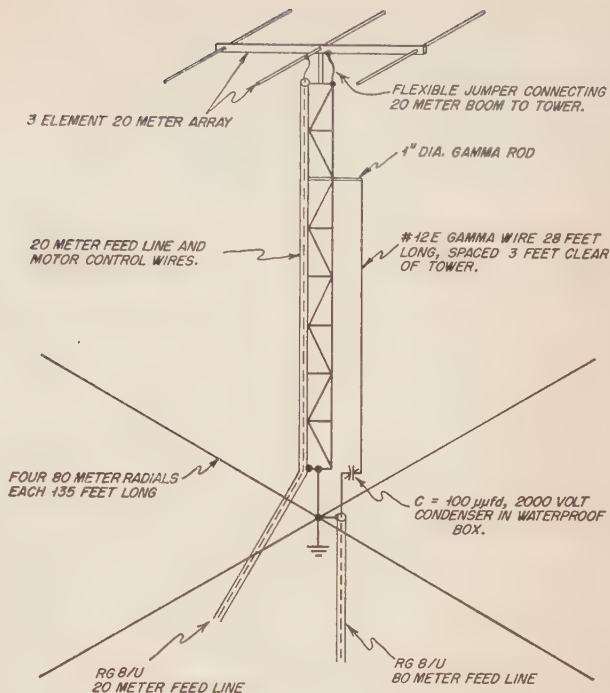 3 ELEMENT 20 METER ARRAY
FLEXIBLE JUMPER CONNECTING
20 METER BOOM TO TOWER.
1" DIA. GAMMA ROD
20 METER FEED LINE AND
MOTOR CONTROL WIRES.
#12E GAMMA WIRE 28 FEET
LONG, SPACED 3 FEET CLEAR
OF TOWER.
FOUR 80 METER RADIALS
EACH 135 FEET LONG
C = 100 µµfd, 2000 VOLT
CONDENSER IN WATERPROOF
BOX.
RG 8/U
20 METER FEED LINE
RG 8/U
80 METER FEED LINE